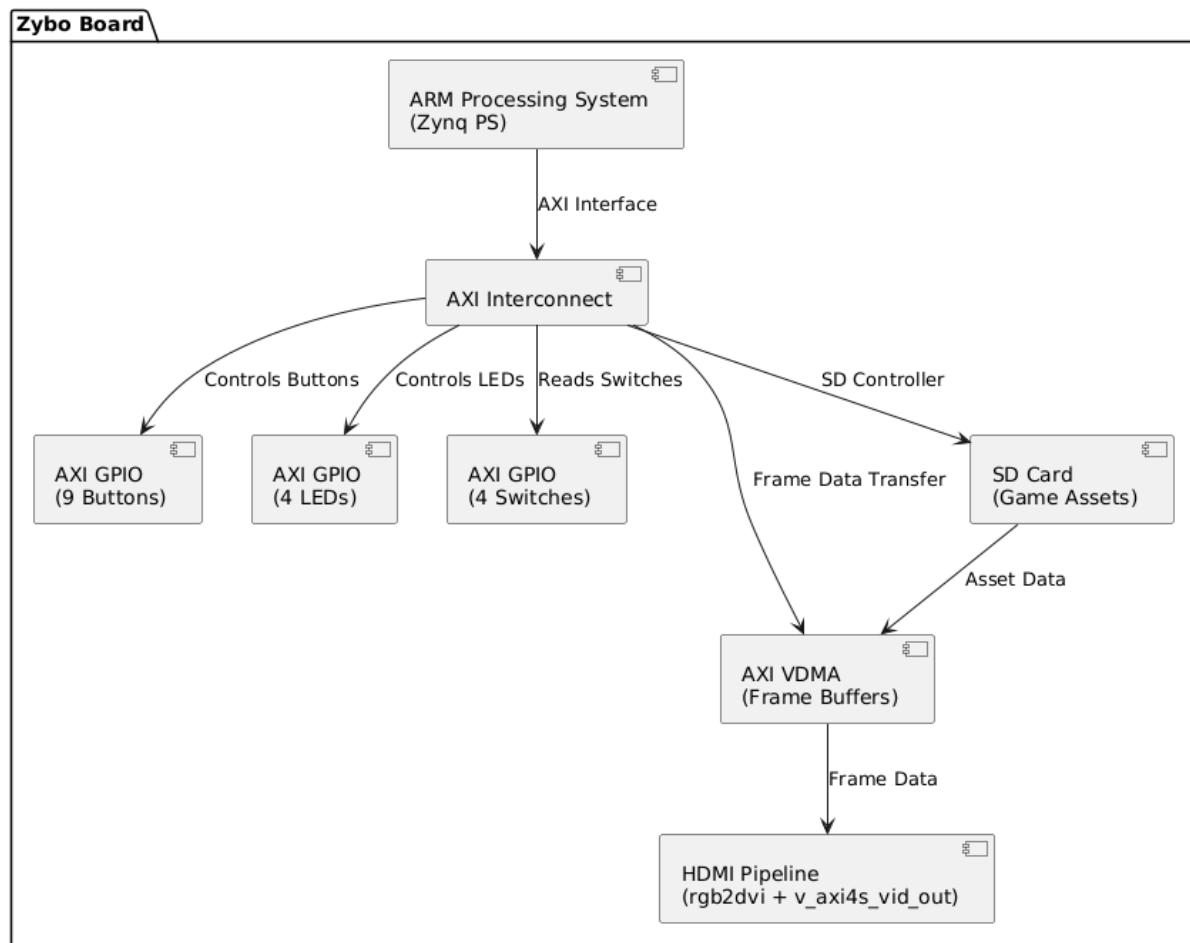 Zybo Board
ARM Processing System
(Zynq PS)
AXI Interface
AXI Interconnect
Controls Buttons
Controls LEDs
Reads Switches
SD Controller
AXI GPIO
(9 Buttons)
AXI GPIO
(4 LEDs)
AXI GPIO
(4 Switches)
Frame Data Transfer
SD Card
(Game Assets)
Asset Data
AXI VDMA
(Frame Buffers)
Frame Data
HDMI Pipeline
(rgb2dvi + v_axi4s_vid_out)